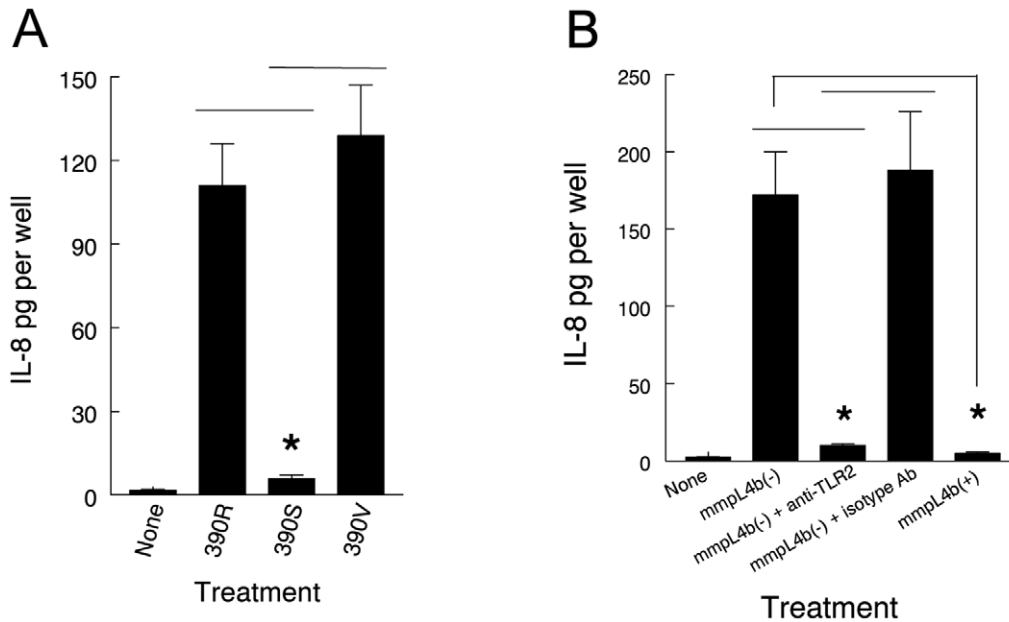 A
IL-8 pg per well
150
120
90
60
30
0
*
None
390R
390S
390V
Treatment
B
IL-8 pg per well
250
200
150
100
50
0
*
*
None
mmpL4b(-)
mmpL4b(-) + anti-TLR2
mmpL4b(-) + isotype Ab
mmpL4b(+)
Treatment